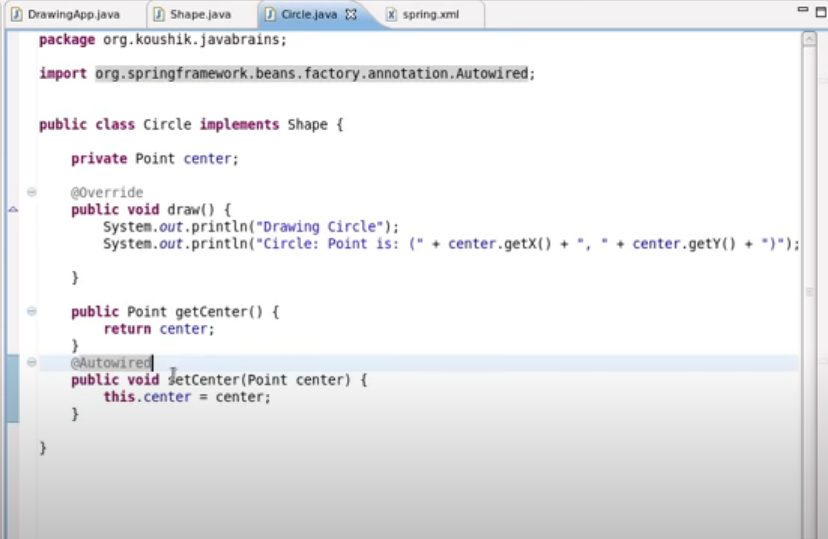 DrawingApp.java Shape.java Circle.java spring.xml
package org.koushik.javabrains;
import org.springframework.beans.factory.annotation.Autowired;
public class Circle implements Shape {
private Point center;
@Override
public void draw() {
System.out.println("Drawing Circle");
System.out.println("Circle: Point is: (" + center.getX() + ", " + center.getY() + ")");
}
public Point getCenter() {
return center;
}
@Autowired
public void setCenter(Point center) {
this.center = center;
}
}